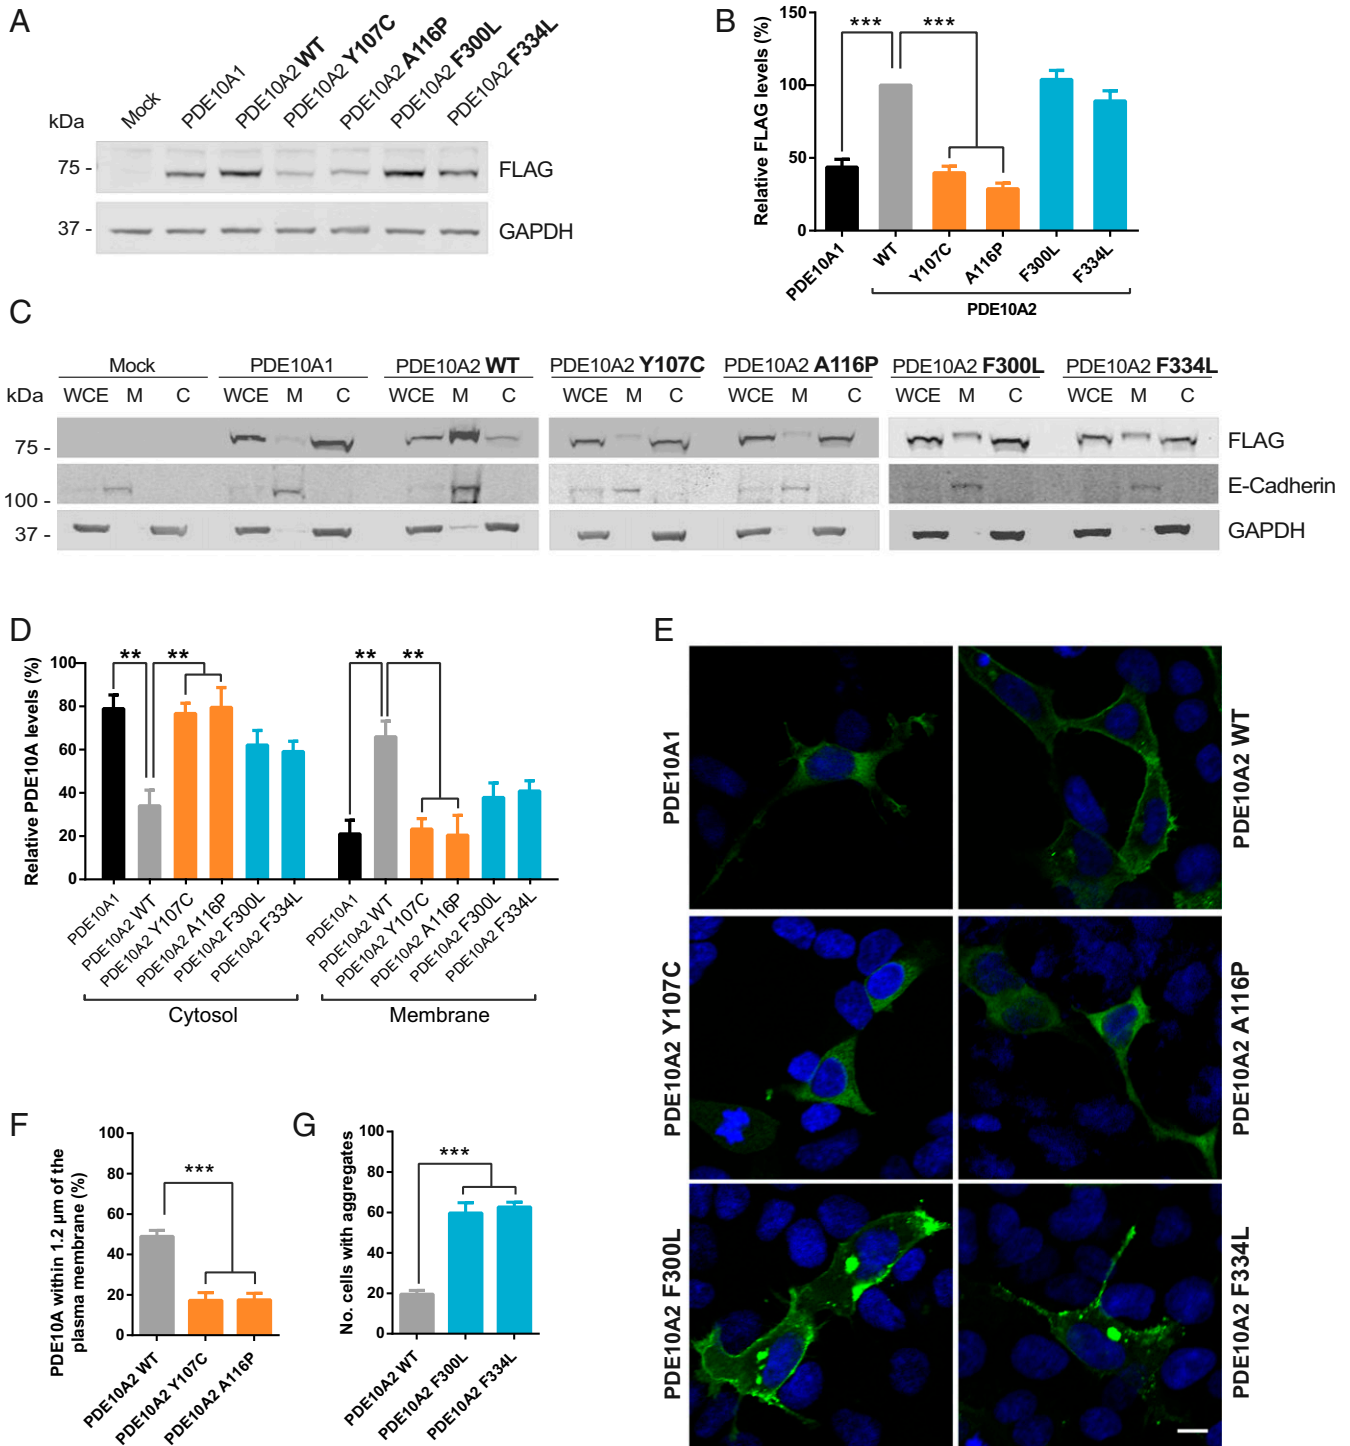 A
kDa
Mock
PDE10A1
PDE10A2 WT
PDE10A2 Y107C
PDE10A2 A116P
PDE10A2 F300L
PDE10A2 F334L
75 -
FLAG
37 -
GAPDH
B
Relative FLAG levels (%)
150
100
50
0
***
***
PDE10A1
WT
Y107C
A116P
F300L
F334L
PDE10A2
C
Mock
PDE10A1
PDE10A2 WT
PDE10A2 Y107C
PDE10A2 A116P
PDE10A2 F300L
PDE10A2 F334L
kDa
WCE M C
WCE M C
WCE M C
WCE M C
WCE M C
WCE M C
WCE M C
75 -
FLAG
100 -
E-Cadherin
37 -
GAPDH
D
Relative PDE10A levels (%)
100
80
60
40
20
0
**
**
**
**
PDE10A1
PDE10A2 WT
PDE10A2 Y107C
PDE10A2 A116P
PDE10A2 F300L
PDE10A2 F334L
PDE10A1
PDE10A2 WT
PDE10A2 Y107C
PDE10A2 A116P
PDE10A2 F300L
PDE10A2 F334L
Cytosol
Membrane
E
PDE10A1
PDE10A2 WT
PDE10A2 Y107C
PDE10A2 A116P
PDE10A2 F300L
PDE10A2 F334L
F
PDE10A within 1.2 µm of the
plasma membrane (%)
100
80
60
40
20
0
***
PDE10A2 WT
PDE10A2 Y107C
PDE10A2 A116P
G
No. cells with aggregates
100
80
60
40
20
0
***
PDE10A2 WT
PDE10A2 F300L
PDE10A2 F334L